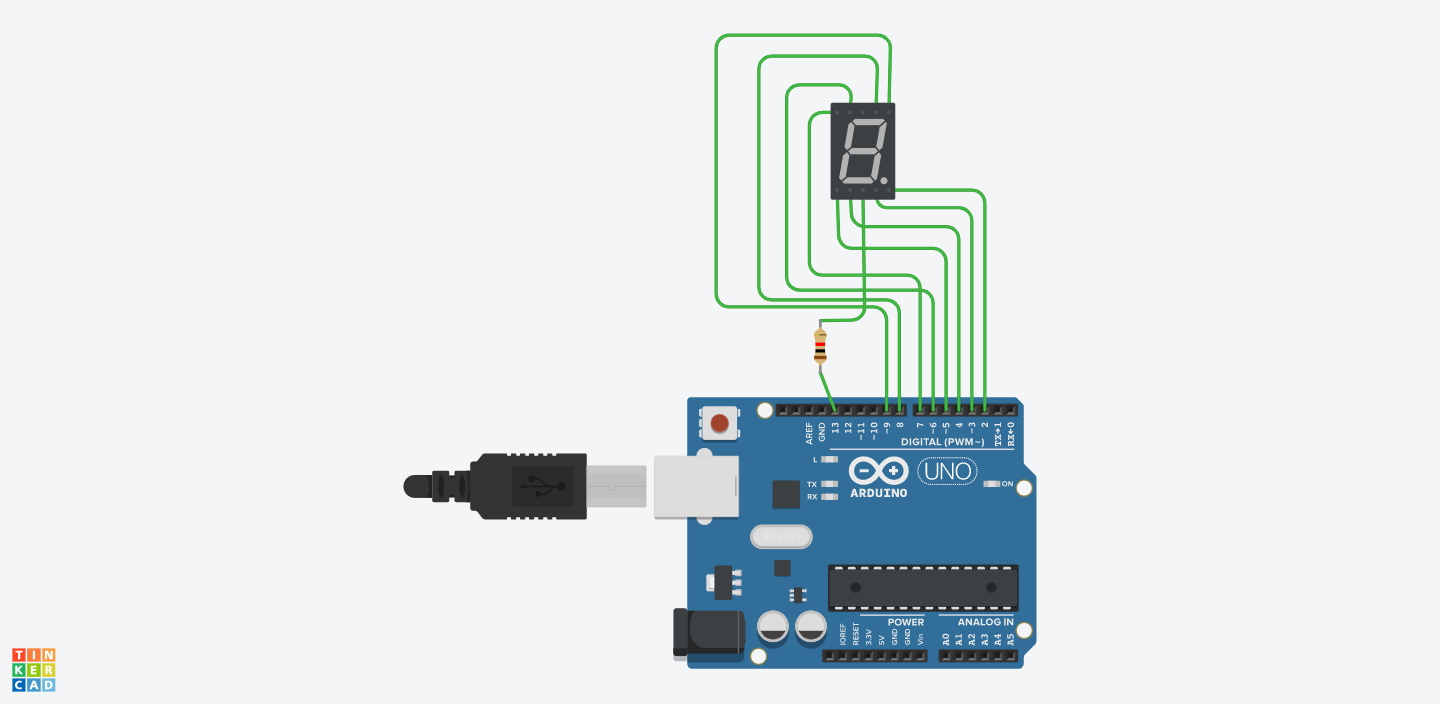 AREF
GND
13
12
~11
~10
~9
8
7
~6
~5
4
~3
2
TX→1
RX←0
DIGITAL (PWM~)
L
TX
RX
ARDUINO
UNO
ON
POWER
ANALOG IN
IOREF
RESET
3.3V
5V
GND
GND
Vin
A0
A1
A2
A3
A4
A5
TIN
KER
CAD